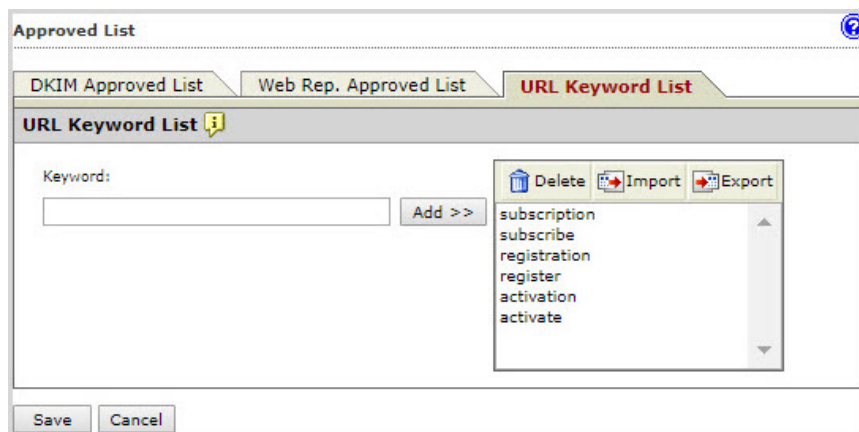 Approved List
DKIM Approved List Web Rep. Approved List URL Keyword List
URL Keyword List
Keyword:
Add >>
Delete Import Export
subscription
subscribe
registration
register
activation
activate
Save Cancel